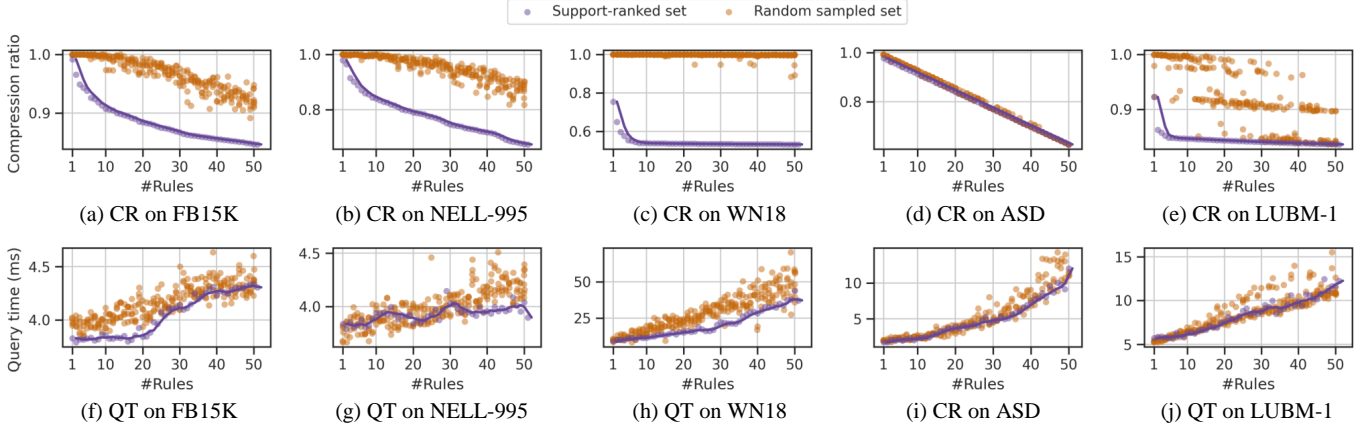 Support-ranked set Random sampled set
Compression ratio
1.0
0.9
1 10 20 30 40 50
#Rules
(a) CR on FB15K
1.0
0.8
1 10 20 30 40 50
#Rules
(b) CR on NELL-995
1.0
0.8
0.6
1 10 20 30 40 50
#Rules
(c) CR on WN18
1.0
0.8
1 10 20 30 40 50
#Rules
(d) CR on ASD
1.0
0.9
1 10 20 30 40 50
#Rules
(e) CR on LUBM-1
Query time (ms)
4.5
4.0
1 10 20 30 40 50
#Rules
(f) QT on FB15K
4.5
4.0
1 10 20 30 40 50
#Rules
(g) QT on NELL-995
50
25
1 10 20 30 40 50
#Rules
(h) QT on WN18
10
5
1 10 20 30 40 50
#Rules
(i) CR on ASD
15
10
5
1 10 20 30 40 50
#Rules
(j) QT on LUBM-1